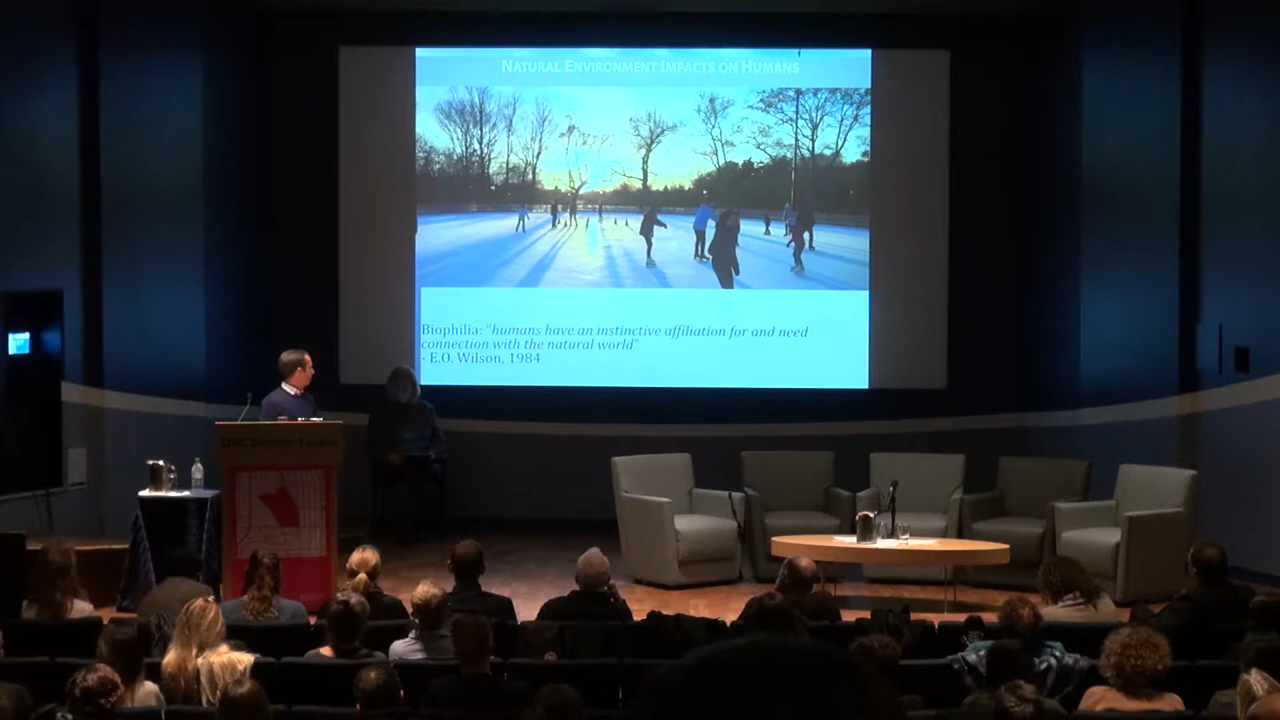 NATURAL ENVIRONMENT IMPACTS ON HUMANS
Biophilia: "humans have an instinctive affiliation for and need
connection with the natural world"
- E.O. Wilson, 1984